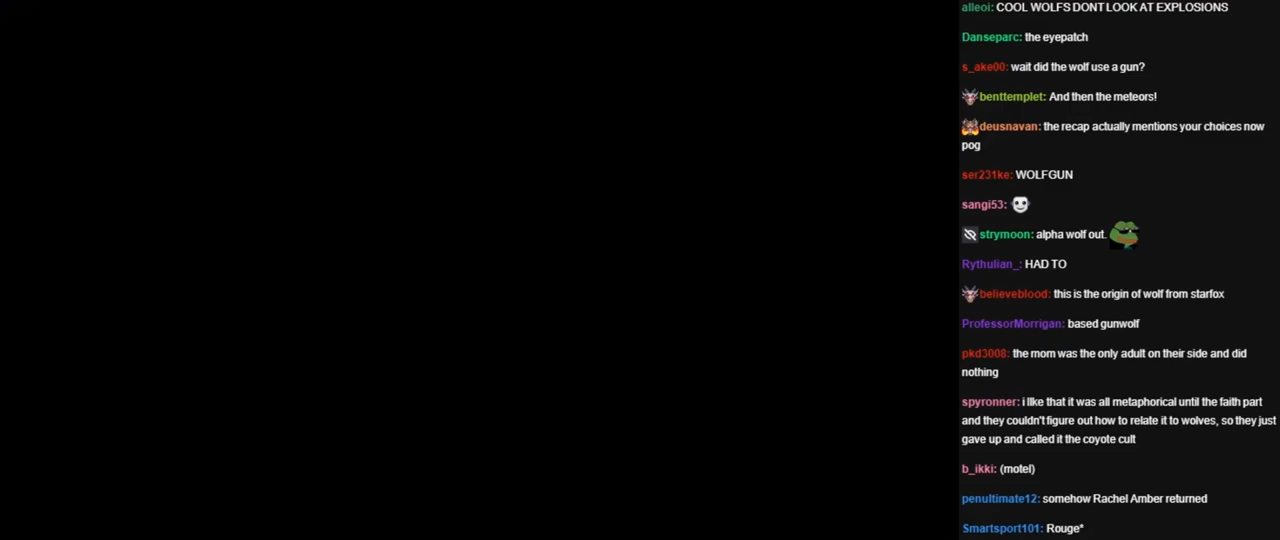 alleoi: COOL WOLFS DONT LOOK AT EXPLOSIONS
Danseparc: the eyepatch
s_ake00: wait did the wolf use a gun?
benttemplet: And then the meteors!
deusnavan: the recap actually mentions your choices now
pog
ser231ke: WOLFGUN
sangi53:
strymoon: alpha wolf out.
Rythulian_: HAD TO
believeblood: this is the origin of wolf from starfox
ProfessorMorrigan: based gunwolf
pkd3008: the mom was the only adult on their side and did
nothing
spyronner: i lIke that it was all metaphorical until the faith part
and they couldn't figure out how to relate it to wolves, so they just
gave up and called it the coyote cult
b_ikki: (motel)
penultimate12: somehow Rachel Amber returned
Smartsport101: Rouge*